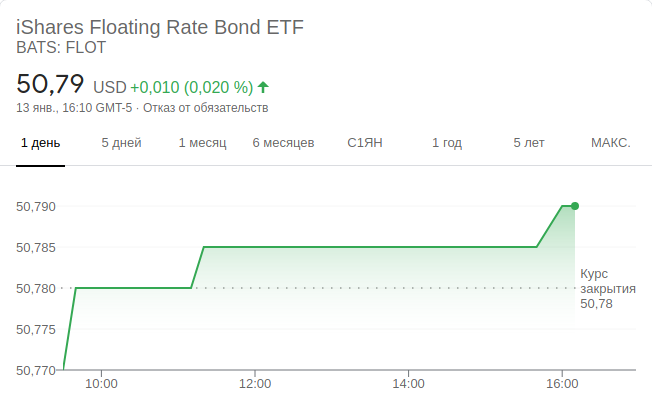 iShares Floating Rate Bond ETF
BATS: FLOT
50,79 USD +0,010 (0,020 %)
13 янв., 16:10 GMT-5 · Отказ от обязательств
1 день 5 дней 1 месяц 6 месяцев С1ЯН 1 год 5 лет МАКС.
50,790
50,785
50,780
50,775
50,770
Курс
закрытия
50,78
10:00 12:00 14:00 16:00